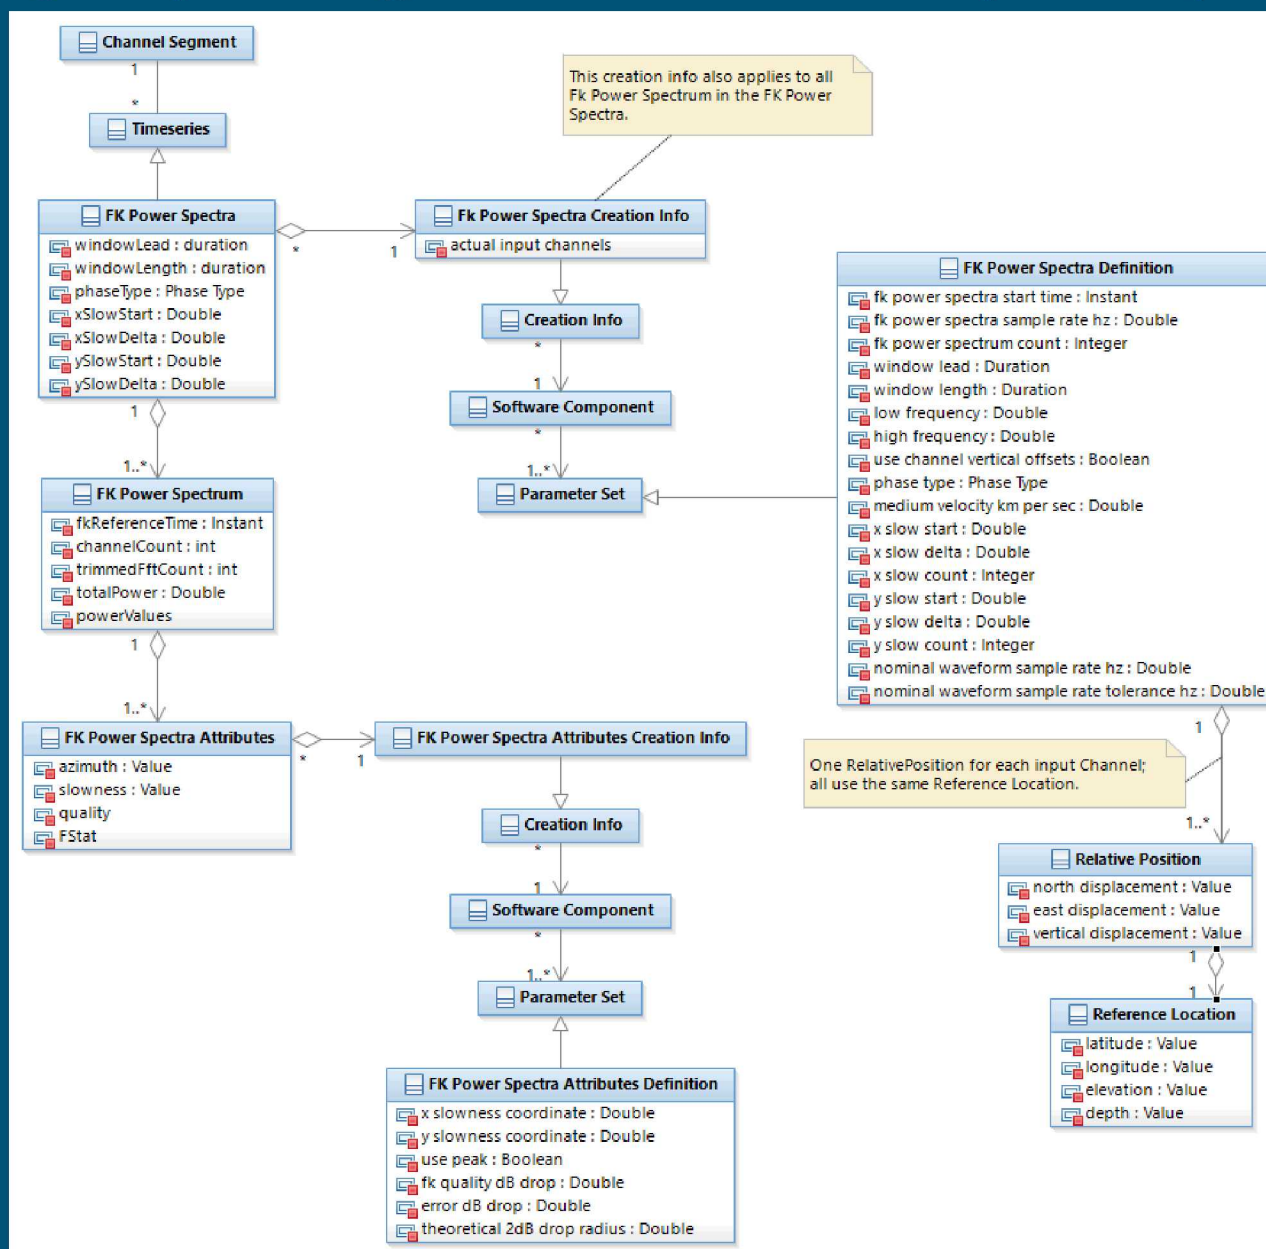 Channel Segment
1
*
Timeseries
This creation info also applies to all
Fk Power Spectrum in the FK Power
Spectra.
FK Power Spectra
windowLead : duration
windowLength : duration
phaseType : Phase Type
xSlowStart : Double
xSlowDelta : Double
ySlowStart : Double
ySlowDelta : Double
*
1
Fk Power Spectra Creation Info
actual input channels
Creation Info
*
1
Software Component
*
1..*
Parameter Set
FK Power Spectra Definition
fk power spectra start time : Instant
fk power spectra sample rate hz : Double
fk power spectrum count : Integer
window lead : Duration
window length : Duration
low frequency : Double
high frequency : Double
use channel vertical offsets : Boolean
phase type : Phase Type
medium velocity km per sec : Double
x slow start : Double
x slow delta : Double
x slow count : Integer
y slow start : Double
y slow delta : Double
y slow count : Integer
nominal waveform sample rate hz : Double
nominal waveform sample rate tolerance hz : Double
1
1..*
FK Power Spectrum
fkReferenceTime : Instant
channelCount : int
trimmedFftCount : int
totalPower : Double
powerValues
1
1..*
FK Power Spectra Attributes
azimuth : Value
slowness : Value
quality
FStat
*
1
FK Power Spectra Attributes Creation Info
Creation Info
*
1
Software Component
*
1..*
Parameter Set
FK Power Spectra Attributes Definition
x slowness coordinate : Double
y slowness coordinate : Double
use peak : Boolean
fk quality dB drop : Double
error dB drop : Double
theoretical 2dB drop radius : Double
1
One RelativePosition for each input Channel;
all use the same Reference Location.
1..*
Relative Position
north displacement : Value
east displacement : Value
vertical displacement : Value
1
1
Reference Location
latitude : Value
longitude : Value
elevation : Value
depth : Value